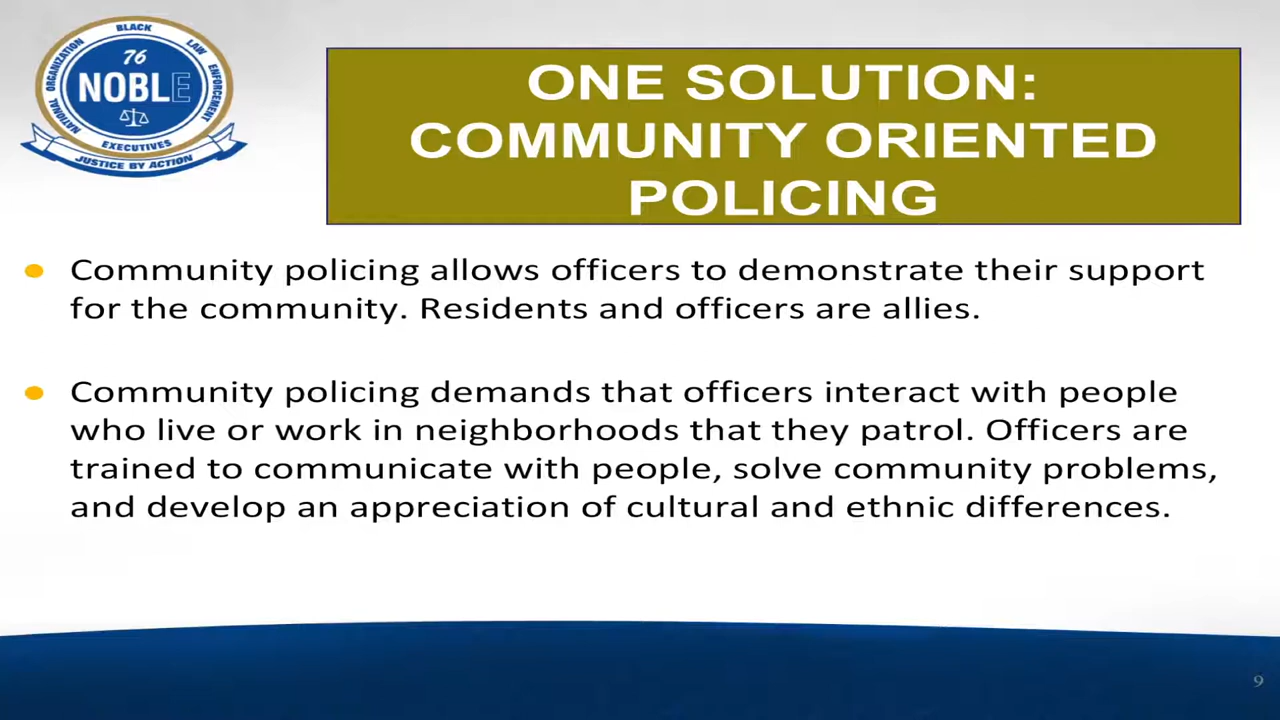 NATIONAL ORGANIZATION BLACK LAW ENFORCEMENT
76
NOBLE
EXECUTIVES
JUSTICE BY ACTION
ONE SOLUTION:
COMMUNITY ORIENTED
POLICING
Community policing allows officers to demonstrate their support
for the community. Residents and officers are allies.
Community policing demands that officers interact with people
who live or work in neighborhoods that they patrol. Officers are
trained to communicate with people, solve community problems,
and develop an appreciation of cultural and ethnic differences.
9